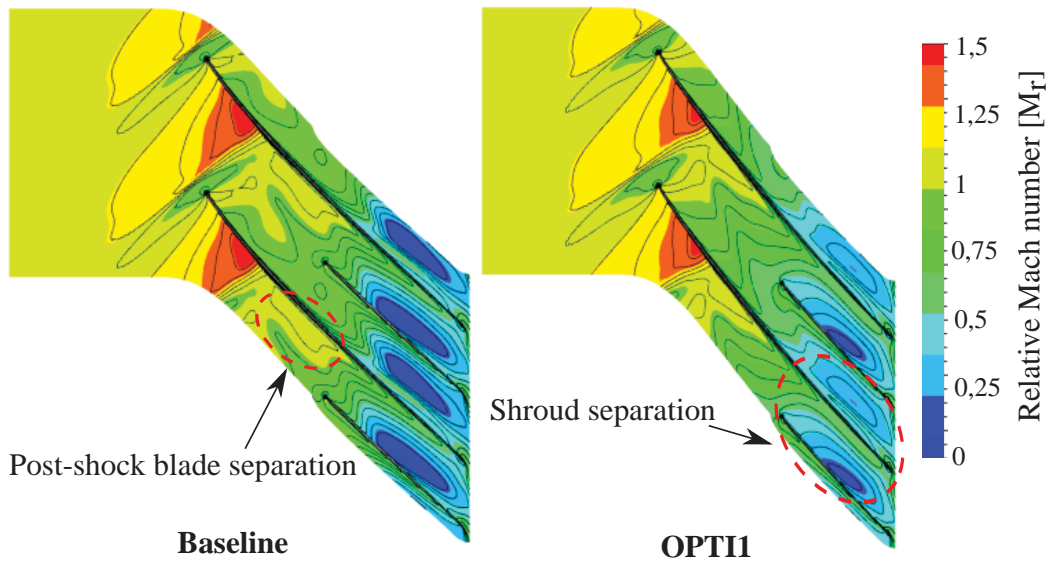 1,5
1,25
1
0,75
0,5
0,25
0
Relative Mach number [Mr]
Shroud separation
Post-shock blade separation
Baseline
OPTI1